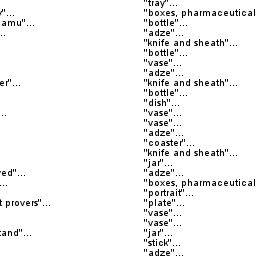 "tray"...
"... "boxes, pharmaceutical
amu"... "bottle"...
.. "adze"...
"knife and sheath"...
"bottle"...
"vase"...
"adze"...
er"... "knife and sheath"...
"bottle"...
"dish"...
... "vase"...
"vase"...
"adze"...
"coaster"...
"knife and sheath"...
"jar"...
ed"... "adze"...
... "boxes, pharmaceutical
"portrait"...
t provers"... "plate"...
"vase"...
"vase"...
tand"... "jar"...
"stick"...
"adze"...